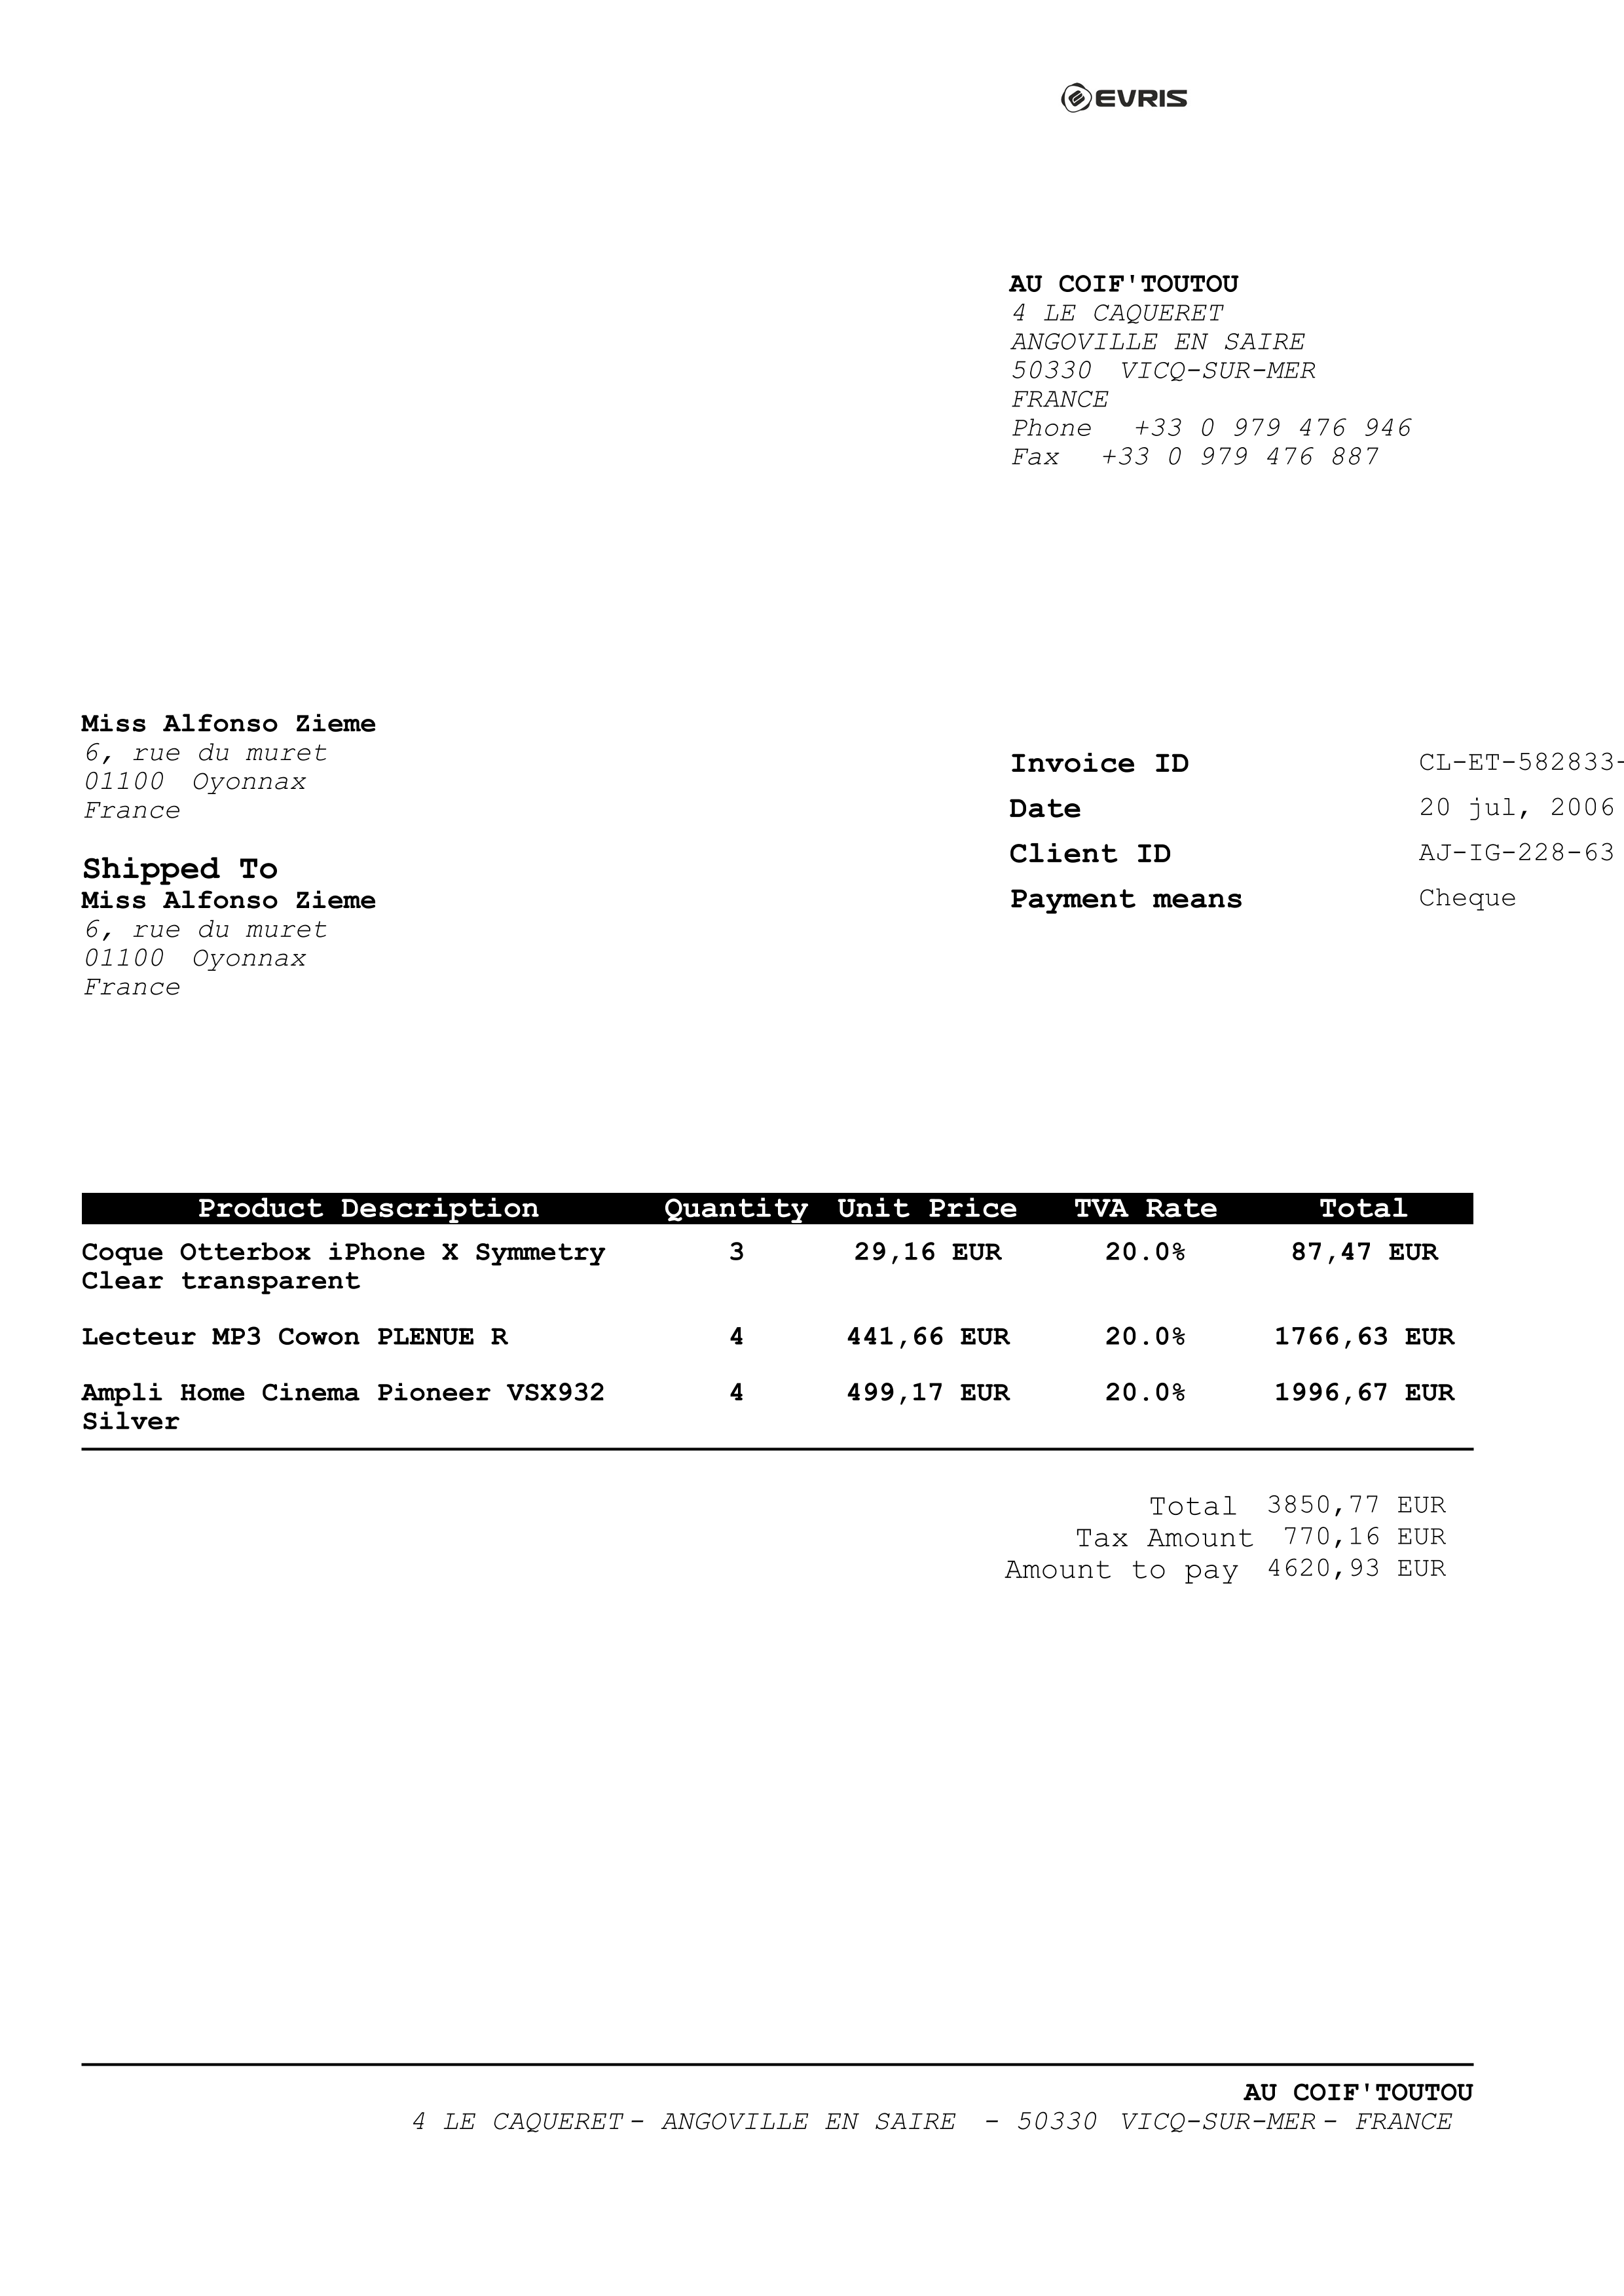 EVRIS
AU COIF'TOUTOU
4 LE CAQUERET
ANGOVILLE EN SAIRE
50330 VICQ-SUR-MER
FRANCE
Phone +33 0 979 476 946
Fax +33 0 979 476 887
Miss Alfonso Zieme
6, rue du muret
01100 Oyonnax
France
Shipped To
Miss Alfonso Zieme
6, rue du muret
01100 Oyonnax
France
Invoice ID CL-ET-582833-
Date 20 jul, 2006
Client ID AJ-IG-228-63
Payment means Cheque
Product Description Quantity Unit Price TVA Rate Total
Coque Otterbox iPhone X Symmetry 3 29,16 EUR 20.0% 87,47 EUR
Clear transparent
Lecteur MP3 Cowon PLENUE R 4 441,66 EUR 20.0% 1766,63 EUR
Ampli Home Cinema Pioneer VSX932 4 499,17 EUR 20.0% 1996,67 EUR
Silver
Total 3850,77 EUR
Tax Amount 770,16 EUR
Amount to pay 4620,93 EUR
AU COIF'TOUTOU
4 LE CAQUERET - ANGOVILLE EN SAIRE - 50330 VICQ-SUR-MER - FRANCE